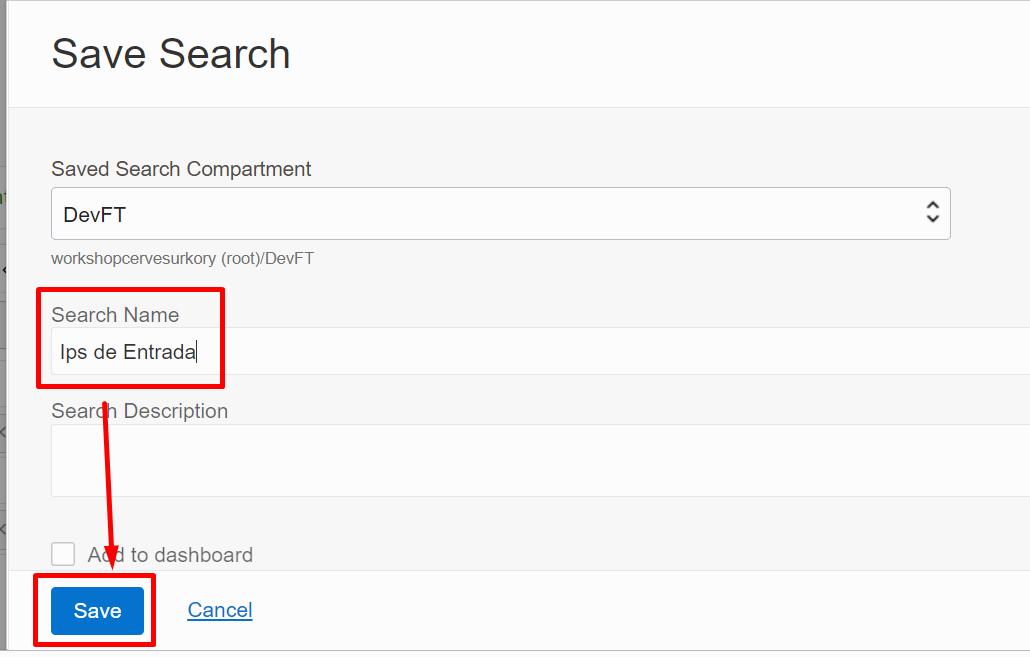 Save Search
Saved Search Compartment
DevFT
workshopcervesurkory (root)/DevFT
Search Name
Ips de Entrada
Search Description
Add to dashboard
Save
Cancel